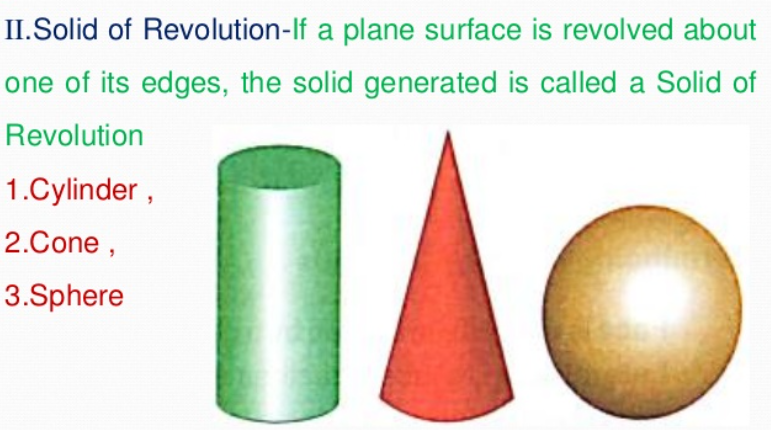 II.Solid of Revolution-If a plane surface is revolved about
one of its edges, the solid generated is called a Solid of
Revolution
1.Cylinder ,
2.Cone ,
3.Sphere